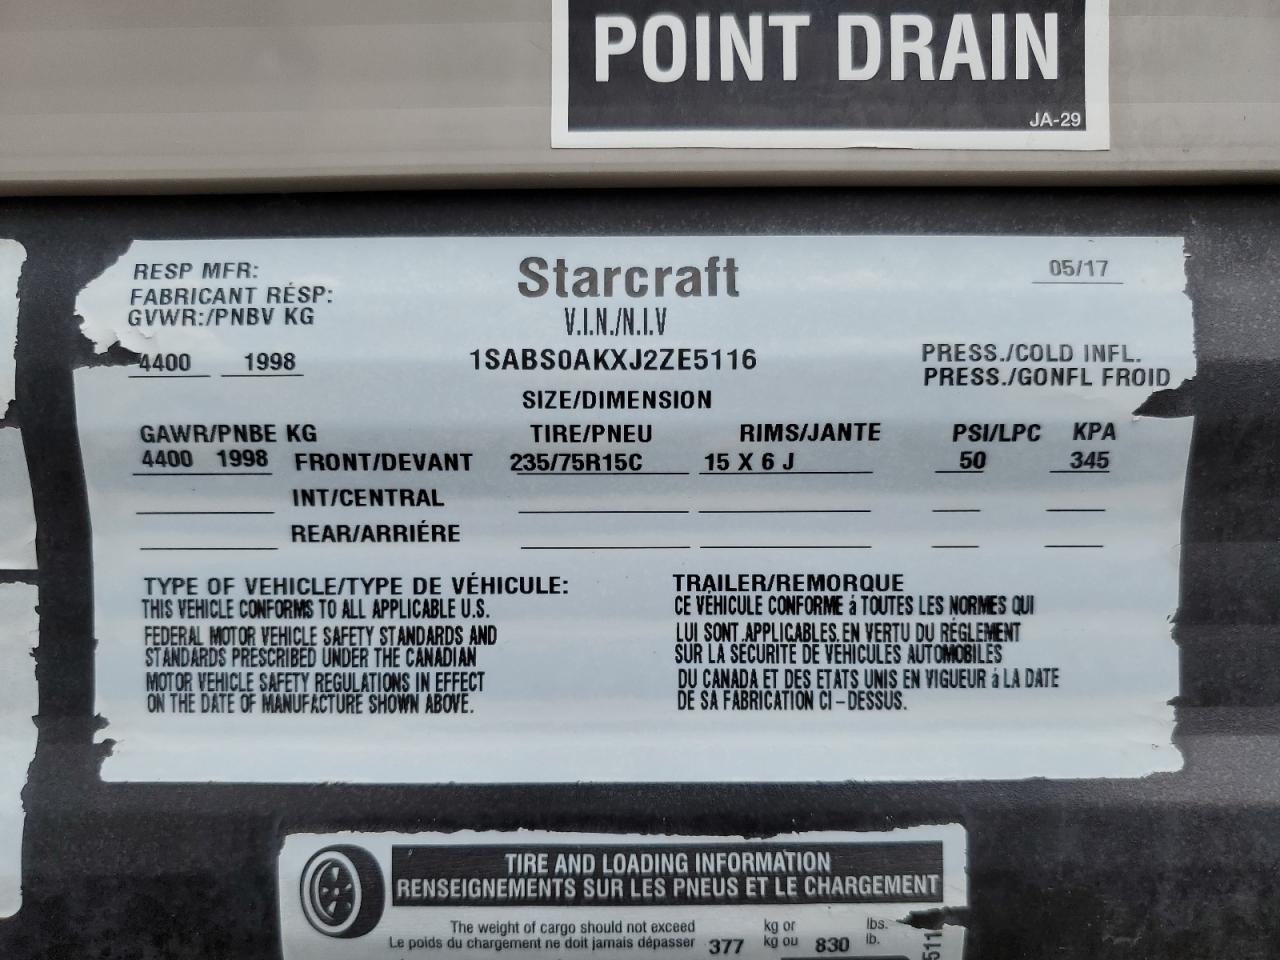 POINT DRAIN
JA-29
RESP MFR:
FABRICANT RÉSP:
GVWR:/PNBV KG
Starcraft
05/17
V.I.N./N.I.V
4400 1998
1SABS0AKXJ2ZE5116
PRESS./COLD INFL.
PRESS./GONFL FROID
SIZE/DIMENSION
GAWR/PNBE KG TIRE/PNEU RIMS/JANTE PSI/LPC KPA
4400 1998 FRONT/DEVANT 235/75R15C 15 X 6 J 50 345
INT/CENTRAL
REAR/ARRIÉRE
TYPE OF VEHICLE/TYPE DE VÉHICULE: TRAILER/REMORQUE
THIS VEHICLE CONFORMS TO ALL APPLICABLE U.S.
FEDERAL MOTOR VEHICLE SAFETY STANDARDS AND
STANDARDS PRESCRIBED UNDER THE CANADIAN
MOTOR VEHICLE SAFETY REGULATIONS IN EFFECT
ON THE DATE OF MANUFACTURE SHOWN ABOVE.
CE VÉHICULE CONFORME à TOUTES LES NORMES QUI
LUI SONT APPLICABLES EN VERTU DU RÉGLEMENT
SUR LA SECURITE DE VEHICULES AUTOMOBILES
DU CANADA ET DES ETATS UNIS EN VIGUEUR à LA DATE
DE SA FABRICATION CI-DESSUS.
TIRE AND LOADING INFORMATION
RENSEIGNEMENTS SUR LES PNEUS ET LE CHARGEMENT
The weight of cargo should not exceed kg or lbs.
Le poids du chargement ne doit jamais dépasser 377 kg ou 830 lb.